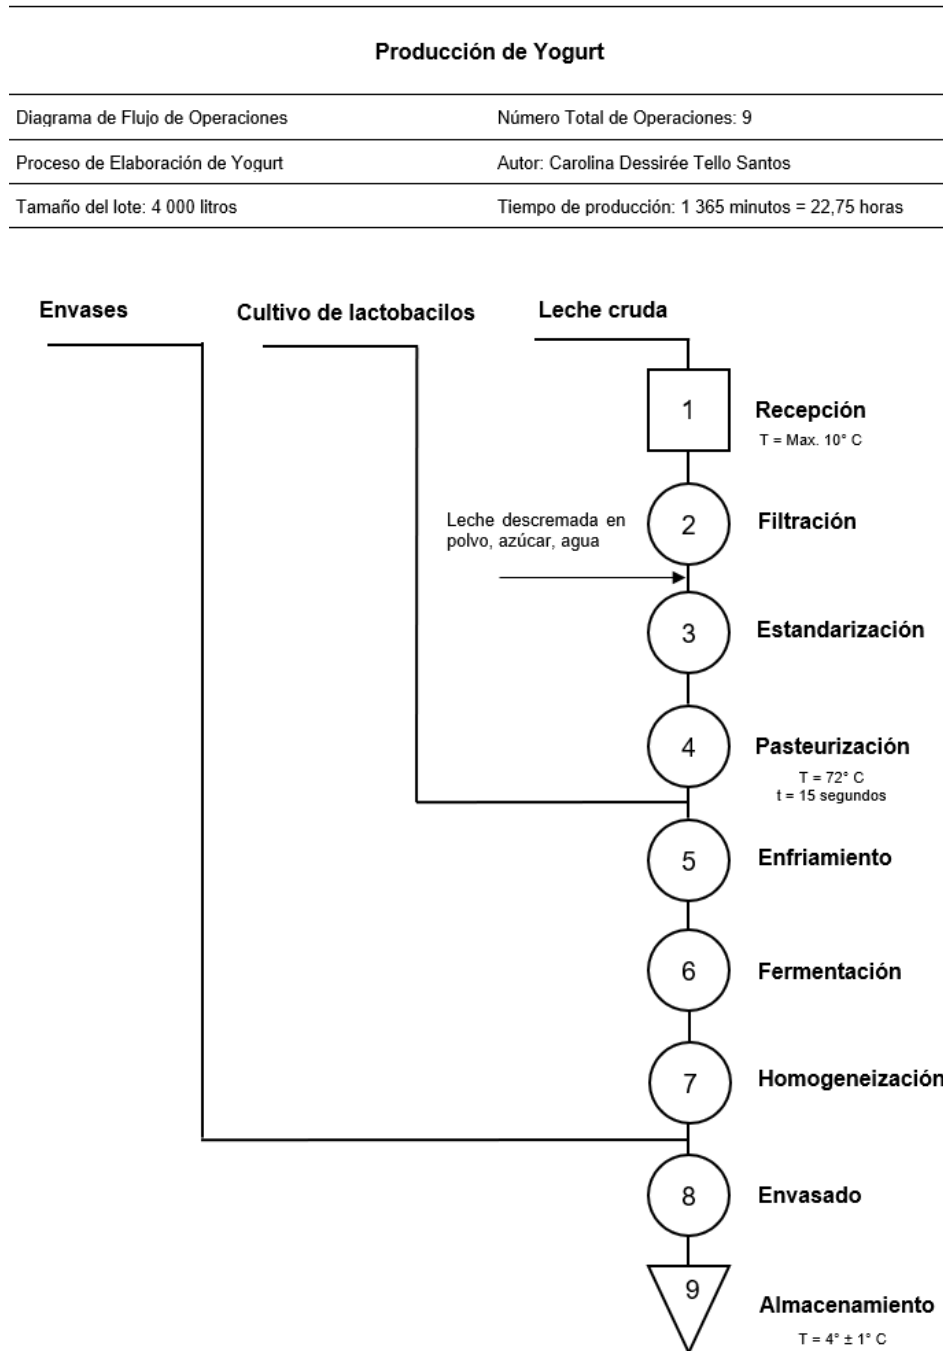 Producción de Yogurt
Diagrama de Flujo de Operaciones
Número Total de Operaciones: 9
Proceso de Elaboración de Yogurt
Autor: Carolina Dessirée Tello Santos
Tamaño del lote: 4 000 litros
Tiempo de producción: 1 365 minutos = 22,75 horas
Envases
Cultivo de lactobacilos
Leche cruda
1
Recepción
T = Max. 10° C
2
Filtración
Leche descremada en
polvo, azúcar, agua
3
Estandarización
4
Pasteurización
T = 72° C
t = 15 segundos
5
Enfriamiento
6
Fermentación
7
Homogeneización
8
Envasado
9
Almacenamiento
T = 4° ± 1° C